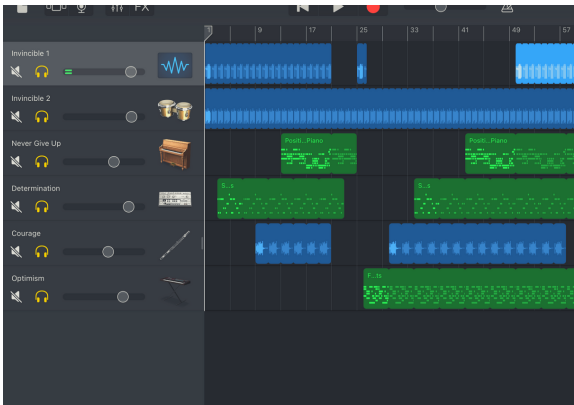 FX
1 9 17 25 33 41 49 57
Invincible 1
Invincible 2
Never Give Up
Positi...Piano Positi...Piano
Determination
S...s S...s
Courage
Optimism
F...ts